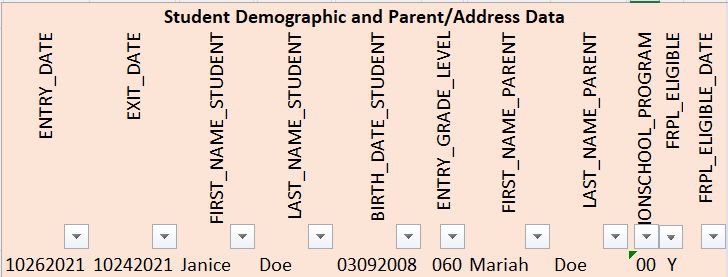 Student Demographic and Parent/Address Data
ENTRY_DATE
EXIT_DATE
FIRST_NAME_STUDENT
LAST_NAME_STUDENT
BIRTH_DATE_STUDENT
ENTRY_GRADE_LEVEL
FIRST_NAME_PARENT
LAST_NAME_PARENT
IONSCHOOL_PROGRAM
FRPL_ELIGIBLE
FRPL_ELIGIBLE_DATE
10262021 10242021 Janice Doe 03092008 060 Mariah Doe 00 Y